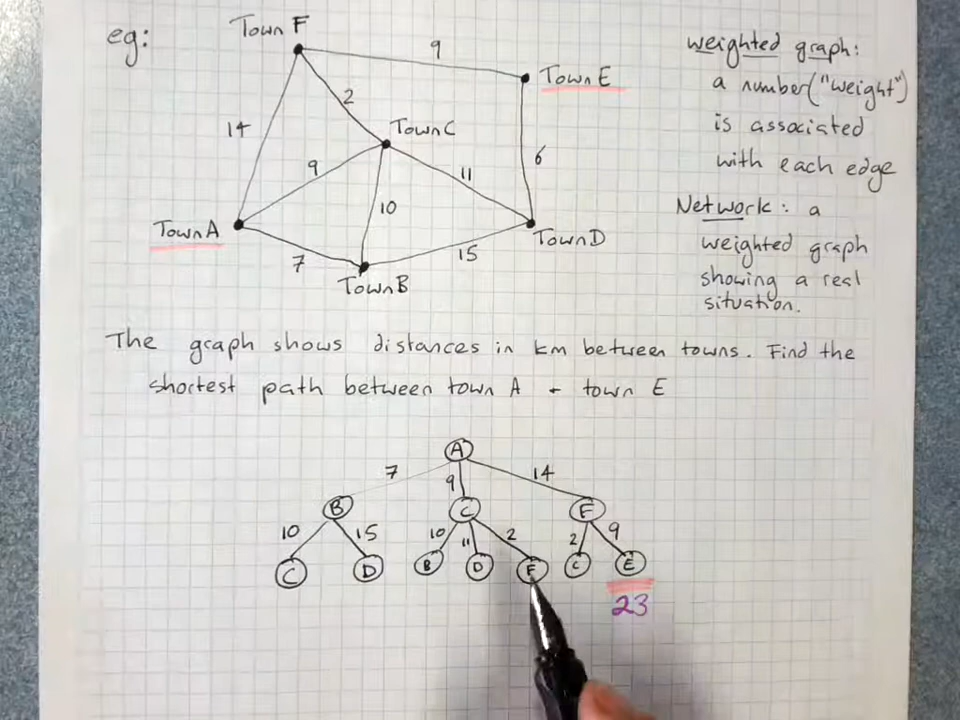 eg:
Town F
9
Town E
2
Town C
14
9
11
6
10
Town A
Town D
7
15
Town B
weighted graph:
a number ("weight")
is associated
with each edge
Network: a
weighted graph
showing a real
situation.
The graph shows distances in km between towns. Find the
shortest path between town A + town E
A
7
9
14
B
C
F
10
15
10
11
2
2
9
C
D
B
D
F
C
E
23